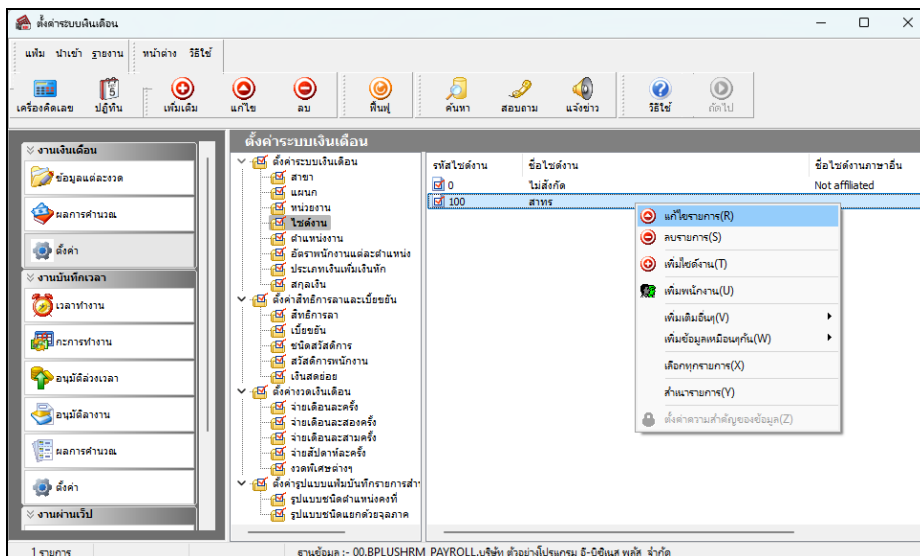 ตั้งค่าระบบเงินเดือน
แฟ้ม นำเข้า รายงาน หน้าต่าง วิธีใช้
เครื่องคิดเลข ปฏิทิน เพิ่มเติม แก้ไข ลบ ฟื้นฟู ค้นหา สอบถาม แจ้งข่าว วิธีใช้ ถัดไป
งานเงินเดือน
ข้อมูลแต่ละงวด
ผลการคำนวณ
ตั้งค่า
งานบันทึกเวลา
เวลาทำงาน
กะการทำงาน
อนุมัติล่วงเวลา
อนุมัติลางาน
ผลการคำนวณ
ตั้งค่า
งานผ่านเว็ป
ตั้งค่าระบบเงินเดือน
ตั้งค่าระบบเงินเดือน
สาขา
แผนก
หน่วยงาน
ไซด์งาน
ตำแหน่งงาน
อัตราพนักงานแต่ละตำแหน่ง
ประเภทเงินเพิ่มเงินหัก
สกุลเงิน
ตั้งค่าสิทธิการลาและเบี้ยขยัน
สิทธิการลา
เบี้ยขยัน
ชนิดสวัสดิการ
สวัสดิการพนักงาน
เงินสดย่อย
ตั้งค่างวดเงินเดือน
จ่ายเดือนละครั้ง
จ่ายเดือนละสองครั้ง
จ่ายเดือนละสามครั้ง
จ่ายสัปดาห์ละครั้ง
งวดพิเศษต่างๆ
ตั้งค่ารูปแบบแฟ้มบันทึกรายการสำ
รูปแบบชนิดตำแหน่งคงที่
รูปแบบชนิดแยกด้วยจุลภาค
รหัสไซด์งาน ชื่อไซด์งาน ชื่อไซด์งานภาษาอื่น
0 ไม่สังกัด Not affiliated
100 สาทร
แก้ไขรายการ(R)
ลบรายการ(S)
เพิ่มไซด์งาน(T)
เพิ่มพนักงาน(U)
เพิ่มเติมอื่นๆ(V)
เพิ่มข้อมูลเหมือนๆกัน(W)
เลือกทุกรายการ(X)
สำเนารายการ(Y)
ตั้งค่าความสำคัญของข้อมูล(Z)
1 รายการ ฐานข้อมูล :- 00.BPLUSHRM_PAYROLL.บริษัท ตัวอย่างโปรแกรม อี-บิซิเนส พลัส จำกัด